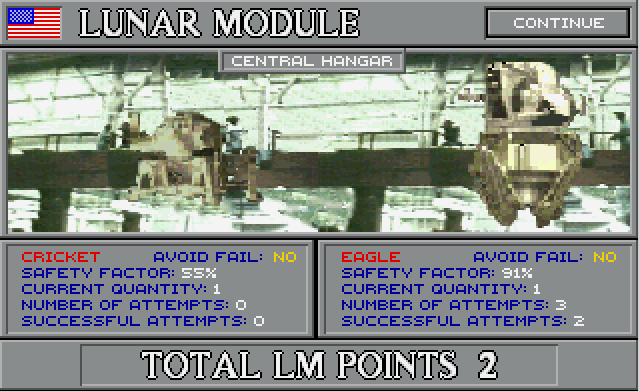 LUNAR MODULE
CONTINUE
CENTRAL HANGAR
CRICKET AVOID FAIL: NO
SAFETY FACTOR: 55%
CURRENT QUANTITY: 1
NUMBER OF ATTEMPTS: 0
SUCCESSFUL ATTEMPTS: 0
EAGLE AVOID FAIL: NO
SAFETY FACTOR: 91%
CURRENT QUANTITY: 1
NUMBER OF ATTEMPTS: 3
SUCCESSFUL ATTEMPTS: 2
TOTAL LM POINTS 2